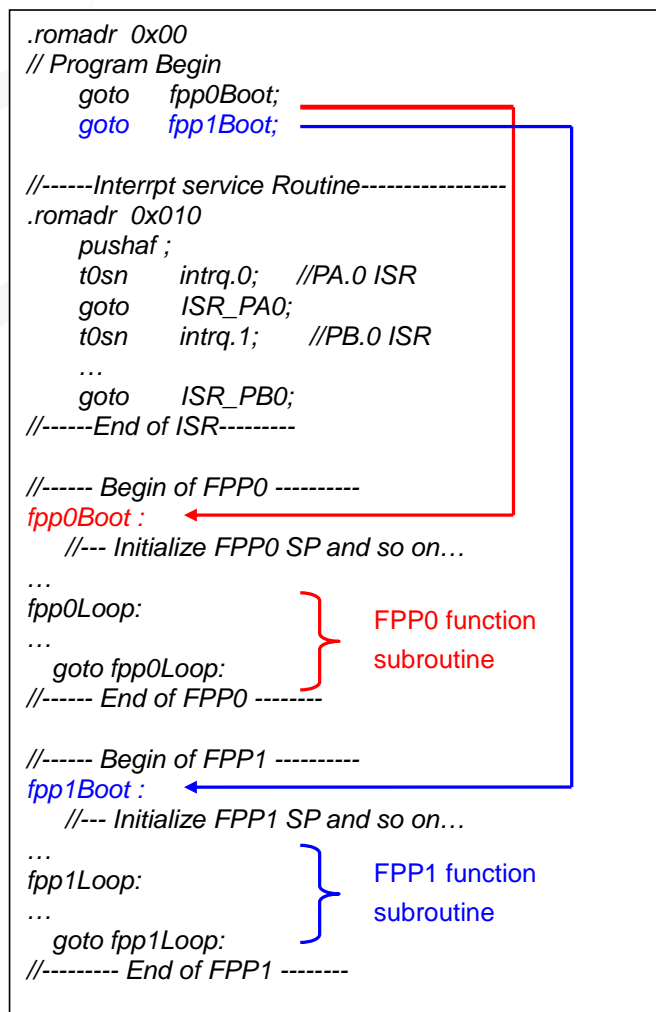 .romadr 0x00
// Program Begin
goto fpp0Boot;
goto fpp1Boot;
//------Interrpt service Routine-----------------
.romadr 0x010
pushaf ;
t0sn intrq.0; //PA.0 ISR
goto ISR_PA0;
t0sn intrq.1; //PB.0 ISR
…
goto ISR_PB0;
//------End of ISR---------
//------ Begin of FPP0 ----------
fpp0Boot :
//--- Initialize FPP0 SP and so on…
…
fpp0Loop:
…
goto fpp0Loop:
FPP0 function
subroutine
//------ End of FPP0 --------
//------ Begin of FPP1 ----------
fpp1Boot :
//--- Initialize FPP1 SP and so on…
…
fpp1Loop:
…
goto fpp1Loop:
FPP1 function
subroutine
//--------- End of FPP1 --------